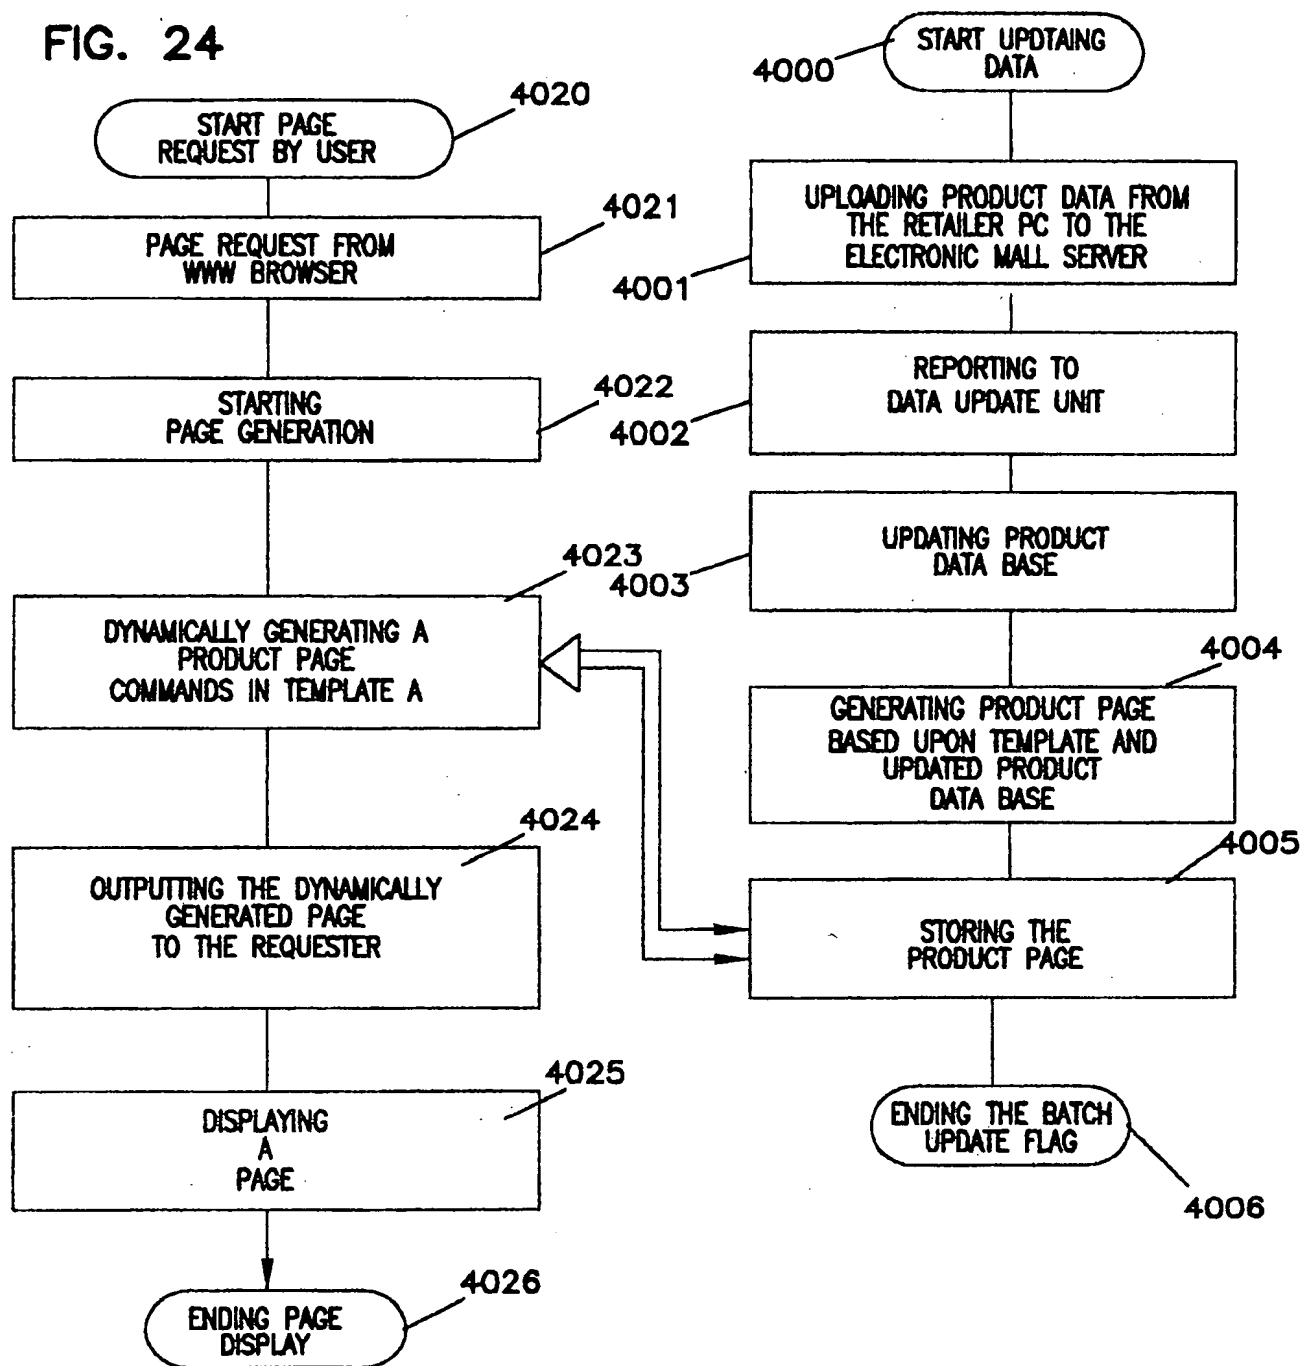 FIG. 24
4020
START PAGE
REQUEST BY USER
4021
PAGE REQUEST FROM
WWW BROWSER
4022
STARTING
PAGE GENERATION
4023
DYNAMICALLY GENERATING A
PRODUCT PAGE
COMMANDS IN TEMPLATE A
4024
OUTPUTTING THE DYNAMICALLY
GENERATED PAGE
TO THE REQUESTER
4025
DISPLAYING
A
PAGE
4026
ENDING PAGE
DISPLAY
4000
START UPDTAING
DATA
UPLOADING PRODUCT DATA FROM
THE RETAILER PC TO THE
ELECTRONIC MALL SERVER
4001
REPORTING TO
DATA UPDATE UNIT
4002
UPDATING PRODUCT
DATA BASE
4003
4004
GENERATING PRODUCT PAGE
BASED UPON TEMPLATE AND
UPDATED PRODUCT
DATA BASE
4005
STORING THE
PRODUCT PAGE
ENDING THE BATCH
UPDATE FLAG
4006